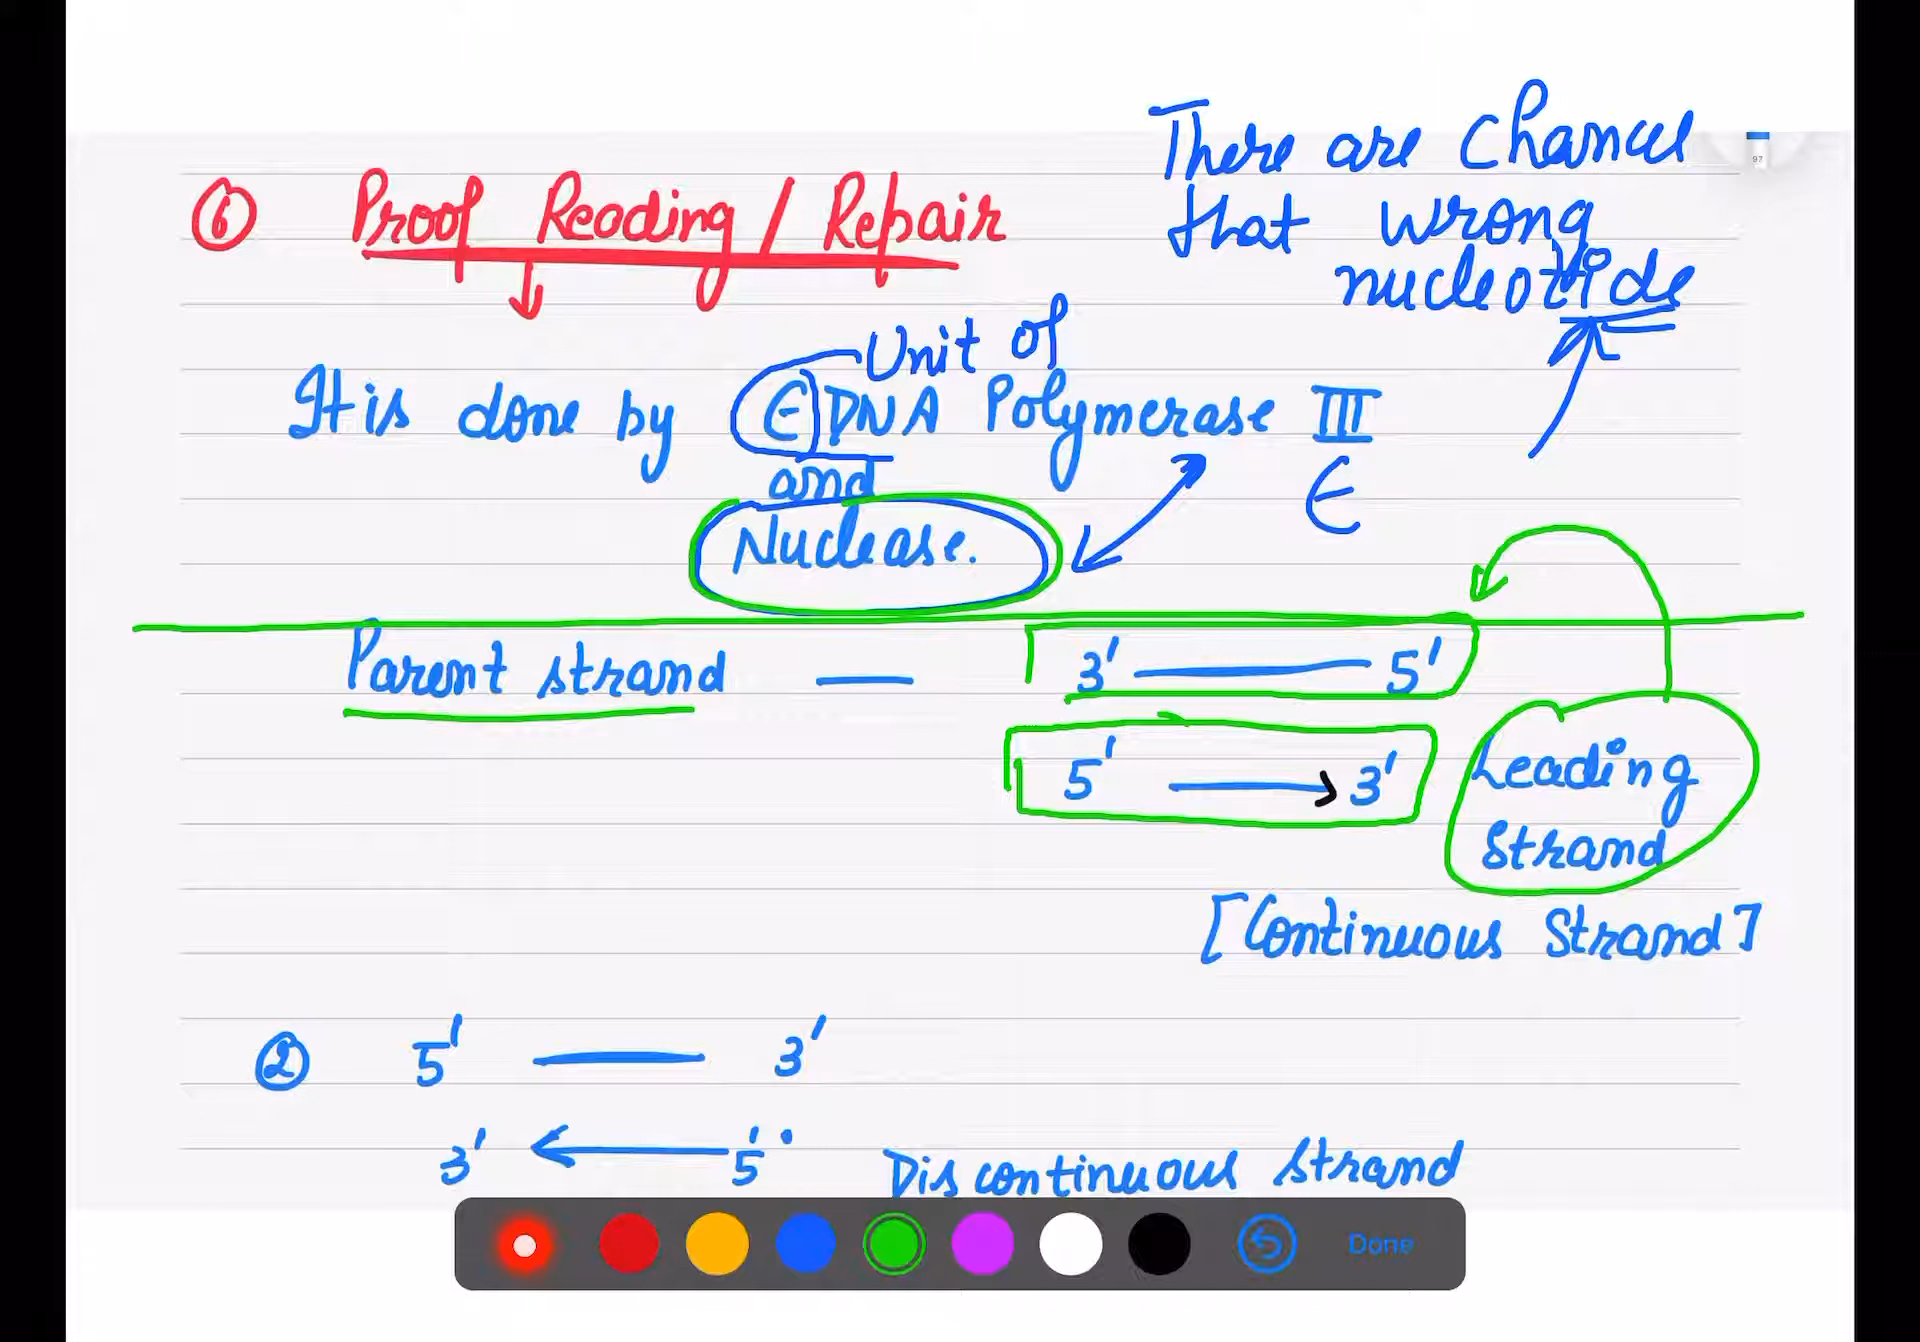 There are Chances
that wrong
nucleotide
97
6 Proof Reading / Repair
Unit of
It is done by Є DNA Polymerase III
and
Є
Nuclease.
Parent strand — 3' —— 5'
5' → 3' Leading
Strand
[Continuous Strand]
2 5' —— 3'
3' ← 5' Discontinuous strand
Done